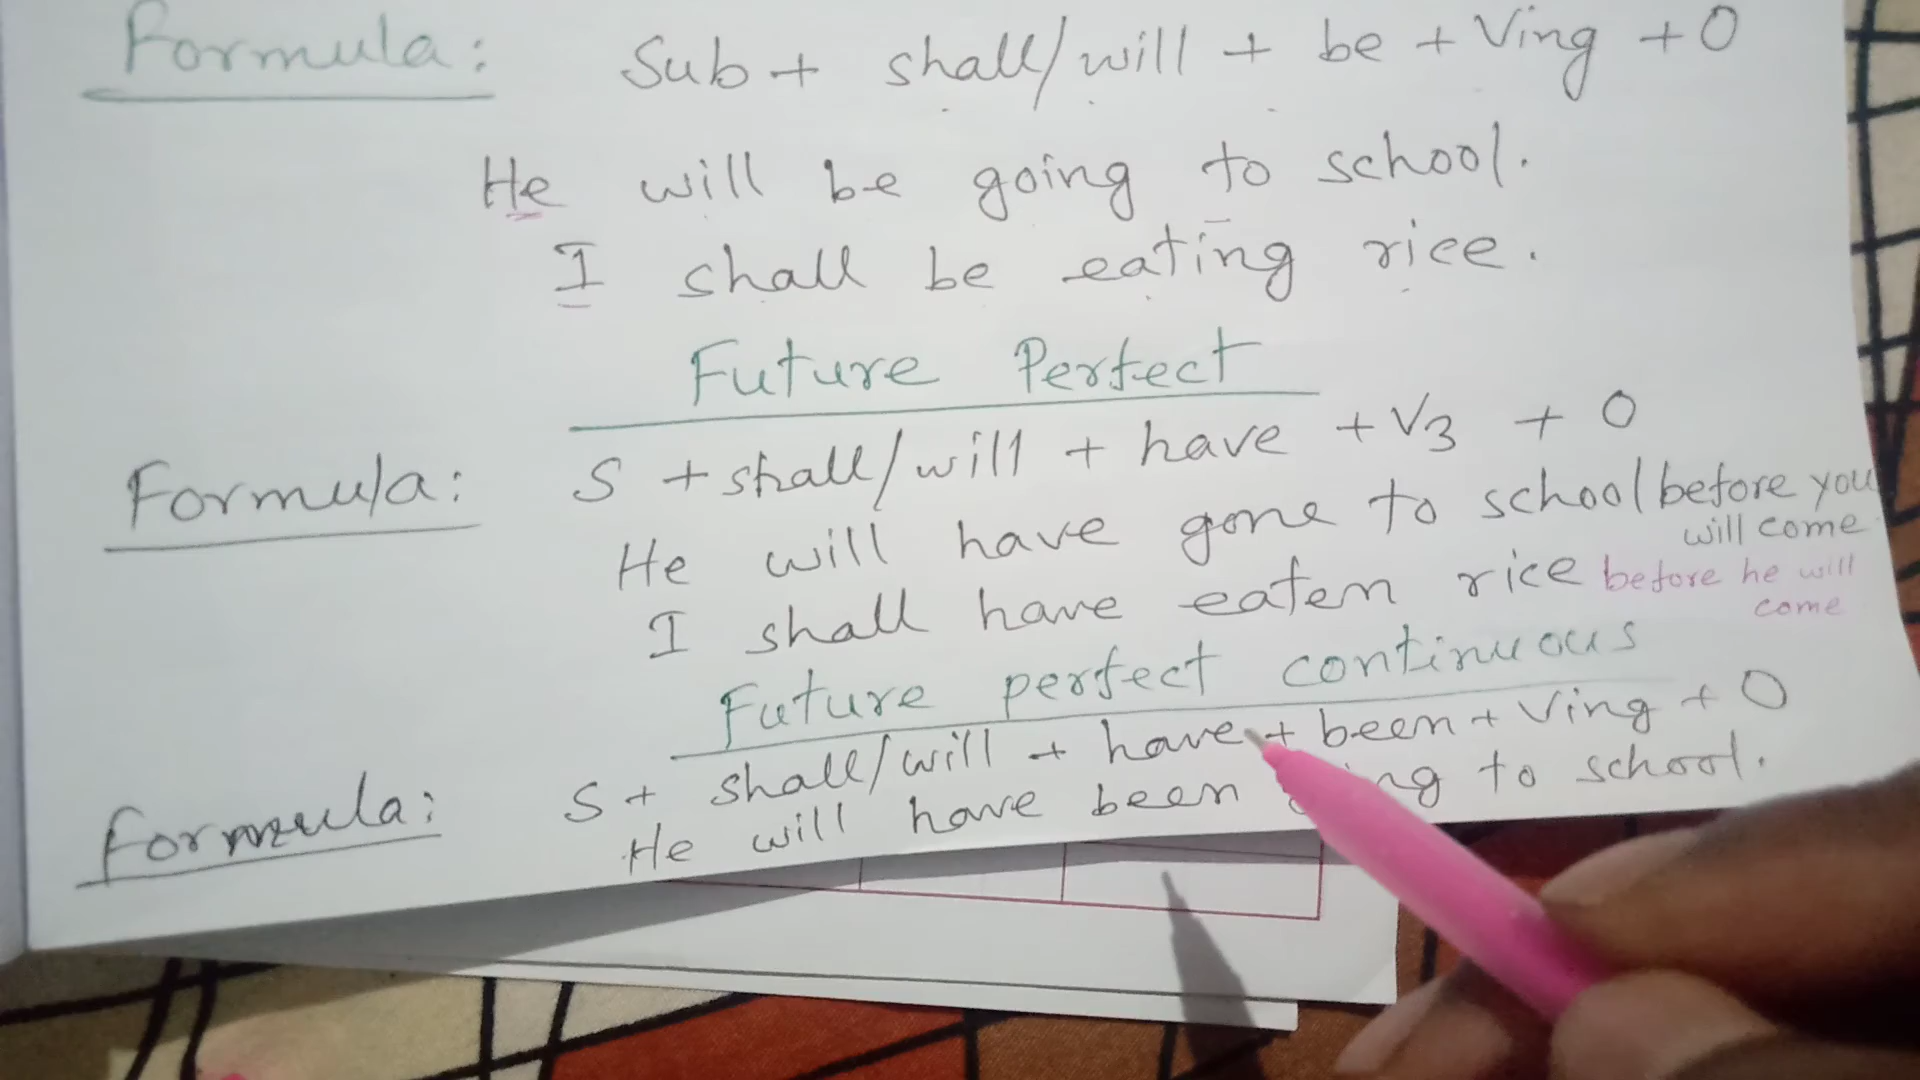 Formula: Sub + shall/will + be + Ving + O
He will be going to school.
I shall be eating rice.
Future Perfect
Formula: S + shall/will + have + V3 + O
He will have gone to school before you
will come
I shall have eaten rice before he will
come
Future perfect continuous
Formula: S + shall/will + have + been + Ving + O
He will have been to school.